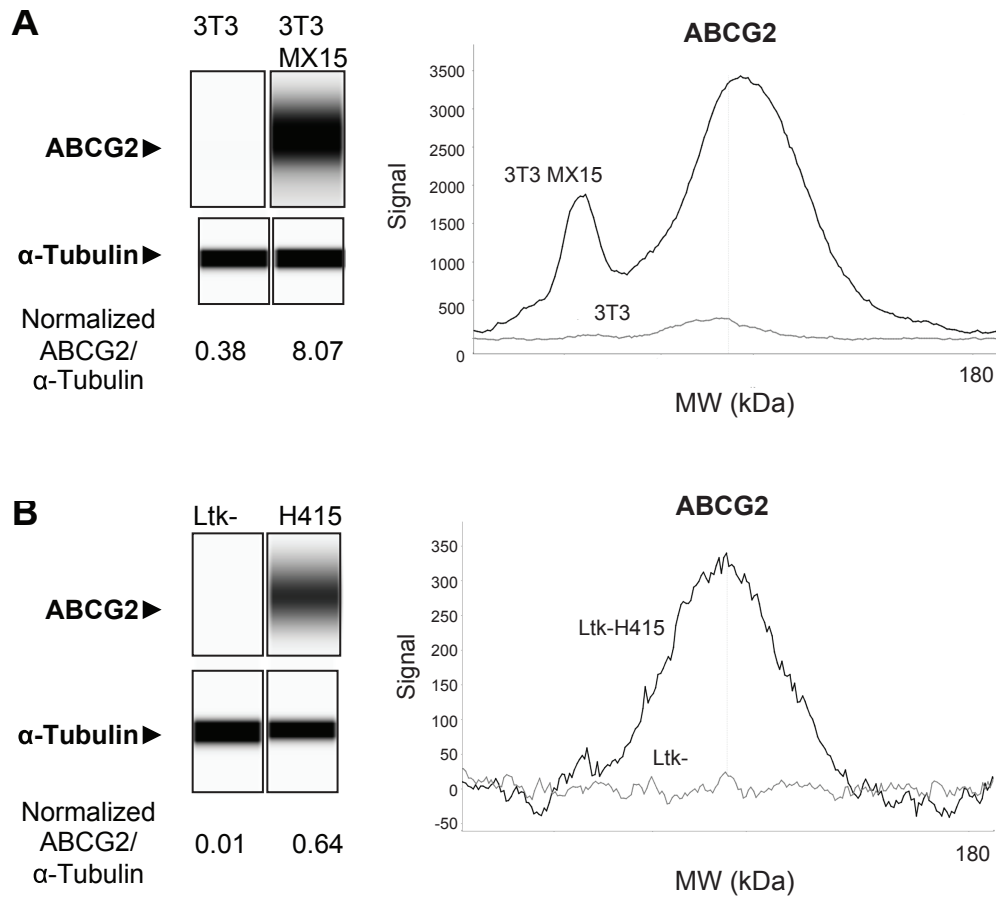 A
3T3
3T3
MX15
ABCG2
α-Tubulin
Normalized
ABCG2/
α-Tubulin
0.38
8.07
ABCG2
Signal
3500
3000
2500
2000
1500
1000
500
0
3T3 MX15
3T3
180
MW (kDa)
B
Ltk-
H415
ABCG2
α-Tubulin
Normalized
ABCG2/
α-Tubulin
0.01
0.64
ABCG2
Signal
350
300
250
200
150
100
50
0
-50
Ltk-H415
Ltk-
180
MW (kDa)